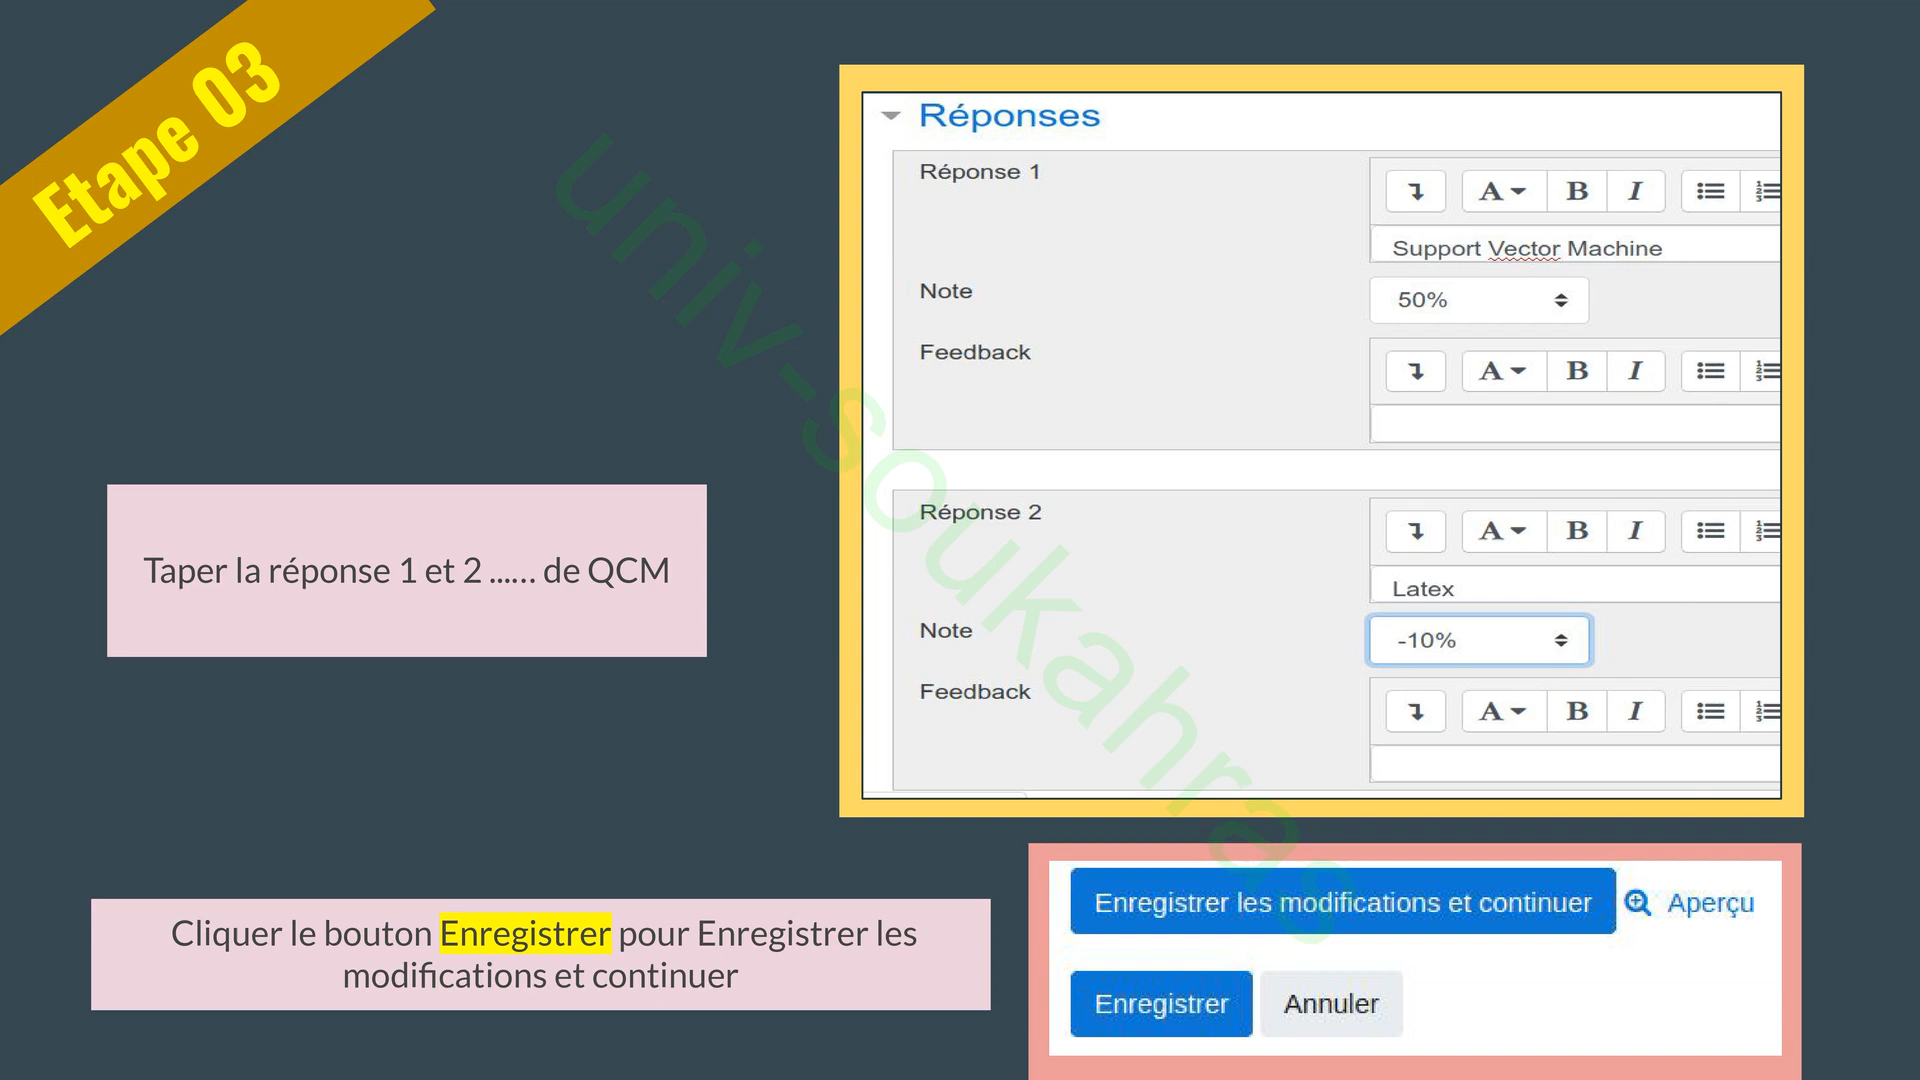 Etape 03
Réponses
Réponse 1
A B I
Support Vector Machine
Note
50%
Feedback
A B I
Réponse 2
A B I
Latex
Note
-10%
Feedback
A B I
Taper la réponse 1 et 2 ...... de QCM
Cliquer le bouton Enregistrer pour Enregistrer les
modifications et continuer
Enregistrer les modifications et continuer Aperçu
Enregistrer Annuler
univ-soukahras